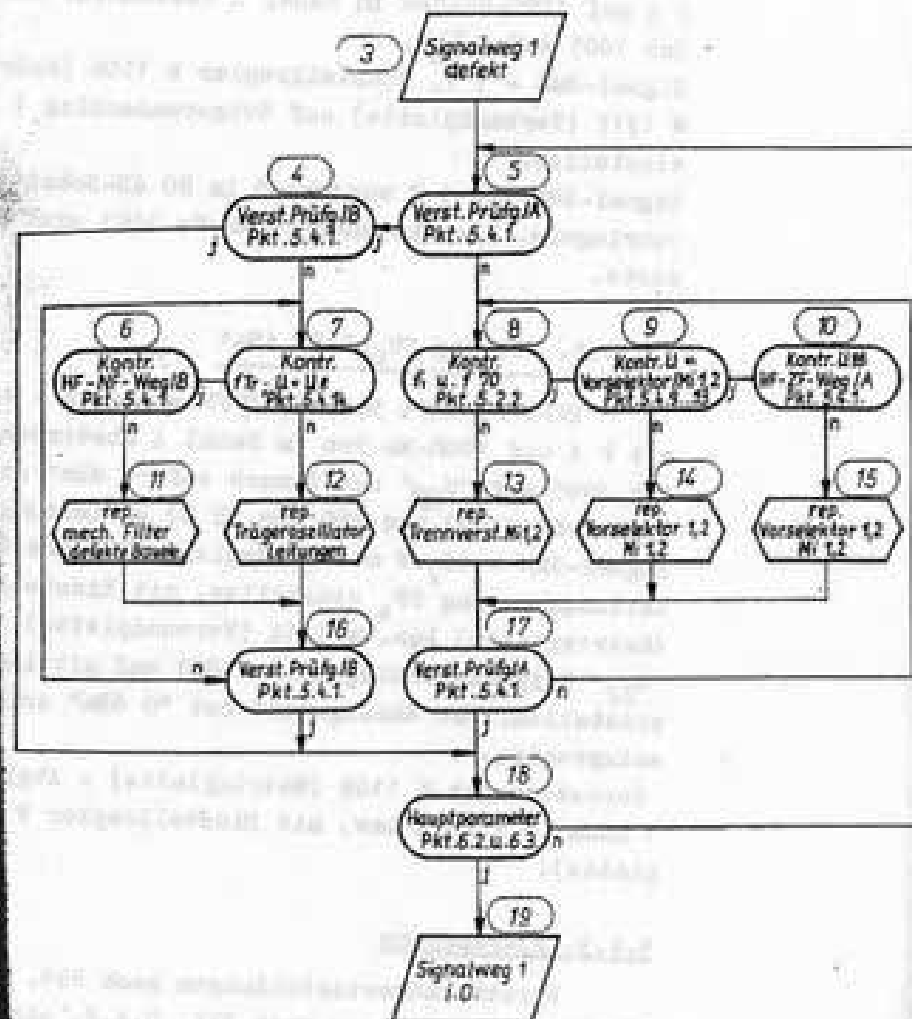 3
Signalweg 1
defekt
4
5
Verst. Prüfg. IB
Pkt. 5.4.1.
j
j
Verst. Prüfg. IA
Pkt. 5.4.1.
n
n
6
7
8
9
10
Kontr.
HF-NF-Weg IB
Pkt. 5.4.1.
j
n
Kontr.
Pkt. 5.4.14.
n
Kontr.
Pkt. 5.2.2
j
n
Kontr. Ü
Vorselektor/Mi 1,2
n
j
Kontr. Ü
HF-ZF-Weg IA
Pkt. 5.4.1.
n
11
12
13
14
15
rep.
mech. Filter
defekte
rep.
Trägeroszillator
Leitungen
rep.
Trennverst. Mi 1,2
rep.
Vorselektor 1,2
Mi 1,2
rep.
Vorselektor 1,2
Mi 1,2
16
17
n
Verst. Prüfg. IB
Pkt. 5.4.1.
j
Verst. Prüfg. IA
Pkt. 5.4.1.
n
j
18
Hauptparameter
Pkt. 6.2. u. 6.3.
n
j
19
Signalweg 1
i.O.